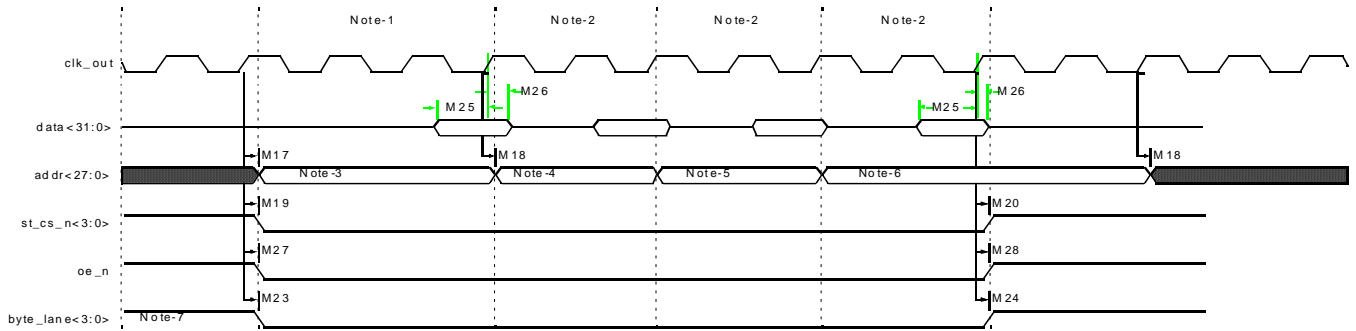 Note-1 Note-2 Note-2 Note-2
clk_out
M26 M26
M25 M25
data<31:0>
M17 M18 M18
addr<27:0> Note-3 Note-4 Note-5 Note-6
M19 M20
st_cs_n<3:0>
M27 M28
oe_n
M23 M24
byte_lane<3:0> Note-7